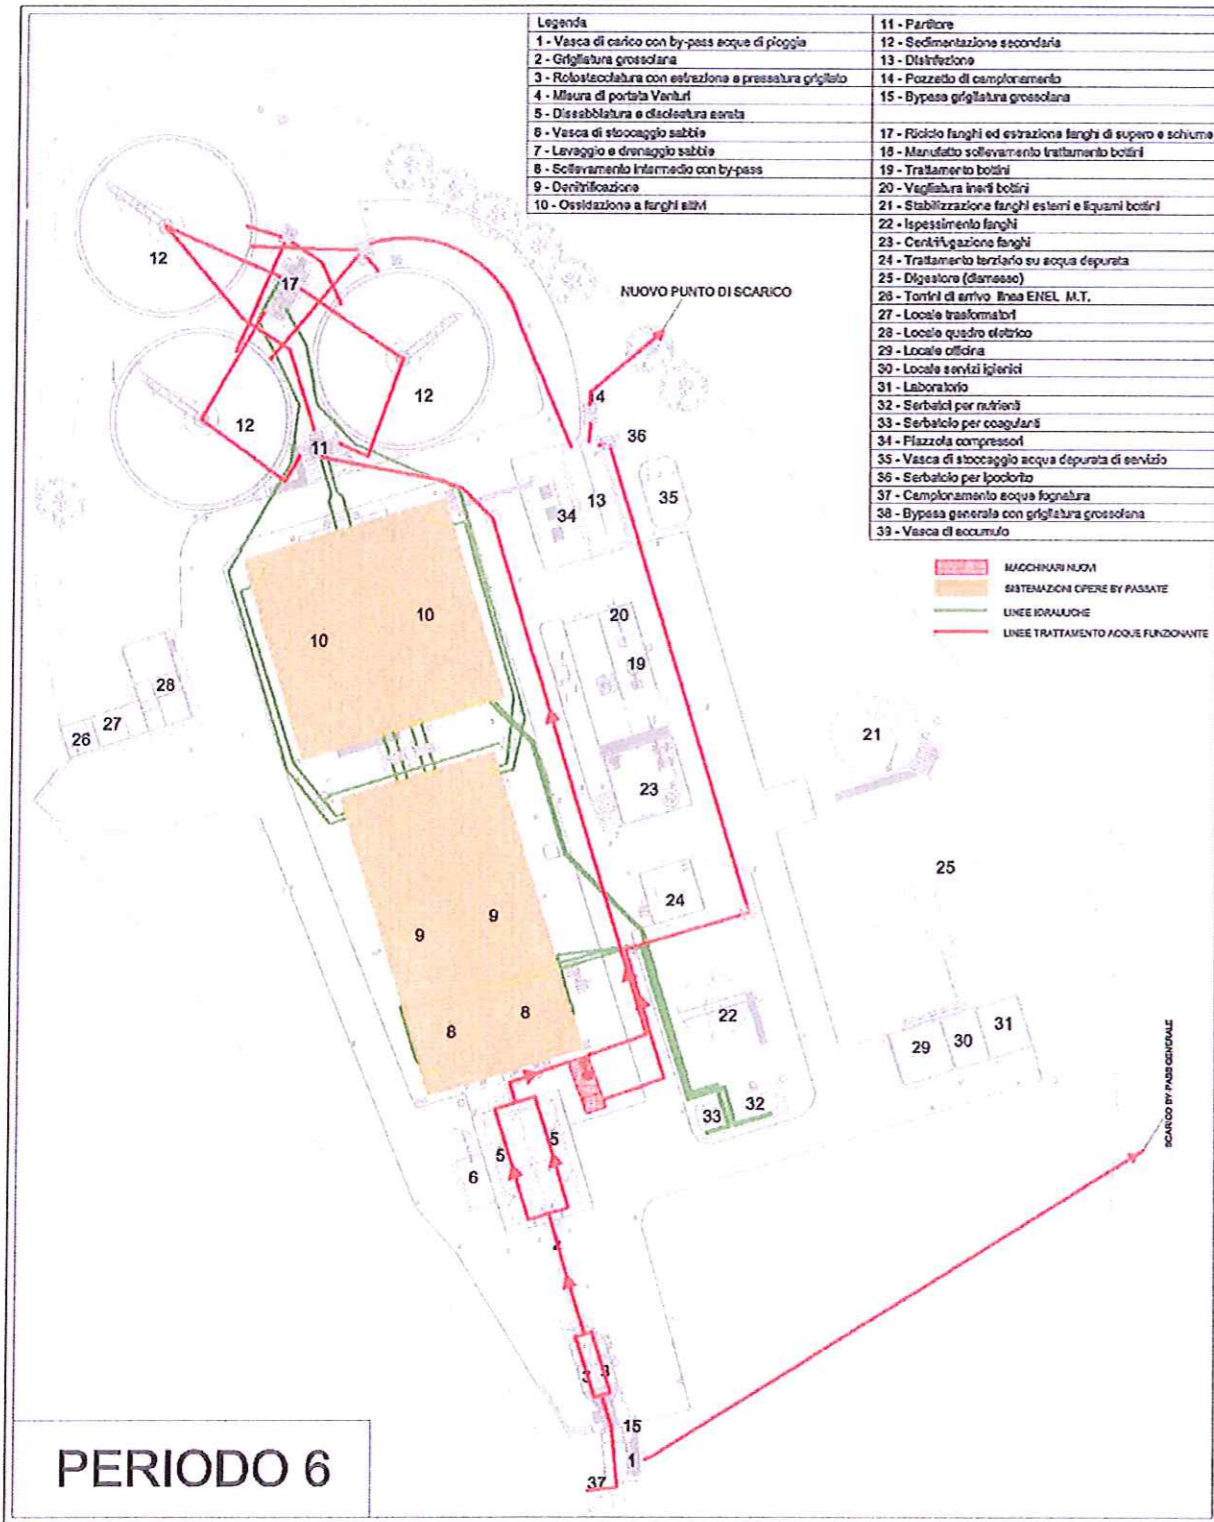 Legenda
1 - Vasca di carico con by-pass acque di pioggia
2 - Grigliatura grossolana
3 - Rotostacciatura con estrazione e pressatura grigliato
4 - Misura di portata Venturi
5 - Dissabbiatura e disoleatura aerata
6 - Vasca di stoccaggio sabbie
7 - Lavaggio e drenaggio sabbie
8 - Sollevamento intermedio con by-pass
9 - Denitrificazione
10 - Ossidazione a fanghi attivi
11 - Partitore
12 - Sedimentazione secondaria
13 - Disinfezione
14 - Pozzetto di campionamento
15 - Bypass grigliatura grossolana
17 - Riciclo fanghi ed estrazione fanghi di supero e schiume
18 - Manufatto sollevamento trattamento bottini
19 - Trattamento bottini
20 - Vagliatura inerti bottini
21 - Stabilizzazione fanghi esterni e liquami bottini
22 - Ispessimento fanghi
23 - Centrifugazione fanghi
24 - Trattamento terziario su acqua depurata
25 - Digestore (dismesso)
26 - Torrini di arrivo linea ENEL M.T.
27 - Locale trasformatori
28 - Locale quadro elettrico
29 - Locale officina
30 - Locale servizi igienici
31 - Laboratorio
32 - Serbatoi per nutrienti
33 - Serbatoio per coagulanti
34 - Piazzola compressori
35 - Vasca di stoccaggio acqua depurata di servizio
36 - Serbatoio per ipoclorito
37 - Campionamento acque fognatura
38 - Bypass generale con grigliatura grossolana
39 - Vasca di accumulo
MACCHINARI NUOVI
SISTEMAZIONI OPERE BY PASSATE
LINEE IDRAULICHE
LINEE TRATTAMENTO ACQUE FUNZIONANTE
12
17
NUOVO PUNTO DI SCARICO
12
12
4
36
11
13
35
34
10
10
20
19
28
27
26
21
23
25
24
9
9
8
8
22
29
30
31
33
32
5
5
6
SCARICO BY-PASS GENERALE
3
3
15
1
37
PERIODO 6